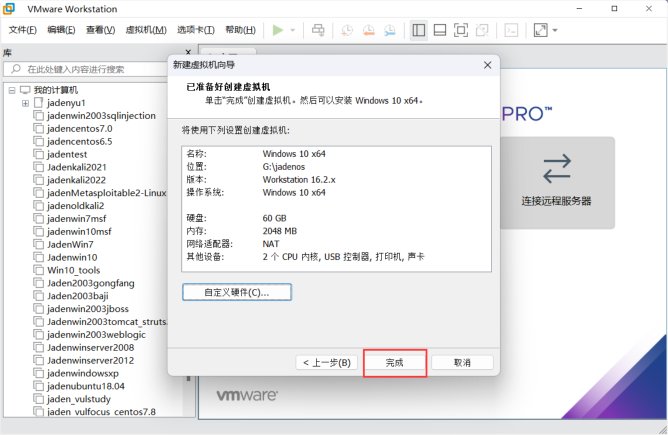 VMware Workstation
文件(F) 编辑(E) 查看(V) 虚拟机(M) 选项卡(T) 帮助(H)
库
在此处键入内容进行搜索
我的计算机
jadenyu1
jadenwin2003sqlinjection
jadencentos7.0
jadencentos6.5
jadentest
Jadenkali2021
jadenkali2022
jadenMetasploitable2-Linux
jadenoldkali2
jadenwin7msf
jadenwin10msf
JadenWin7
Jadenwin10
Win10_tools
Jaden2003gongfang
Jaden2003baji
jadenwin2003jboss
jadenwin2003tomcat_struts
jadenwin2003weblogic
Jadenwinserver2008
Jadenwinserver2012
jadenwindowsxp
jadenubuntu18.04
jaden_vulstudy
jaden_vulfocus_centos7.8
新建虚拟机向导
已准备好创建虚拟机
单击“完成”创建虚拟机。然后可以安装 Windows 10 x64。
将使用下列设置创建虚拟机:
名称: Windows 10 x64
位置: G:\jadenos
版本: Workstation 16.2.x
操作系统: Windows 10 x64
硬盘: 60 GB
内存: 2048 MB
网络适配器: NAT
其他设备: 2 个 CPU 内核, USB 控制器, 打印机, 声卡
自定义硬件(C)...
< 上一步(B) 完成 取消
PRO™
连接远程服务器
vmware